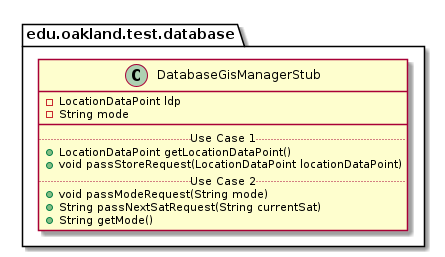 edu.oakland.test.database
C DatabaseGisManagerStub
LocationDataPoint ldp
String mode
Use Case 1
LocationDataPoint getLocationDataPoint()
void passStoreRequest(LocationDataPoint locationDataPoint)
Use Case 2
void passModeRequest(String mode)
String passNextSatRequest(String currentSat)
String getMode()